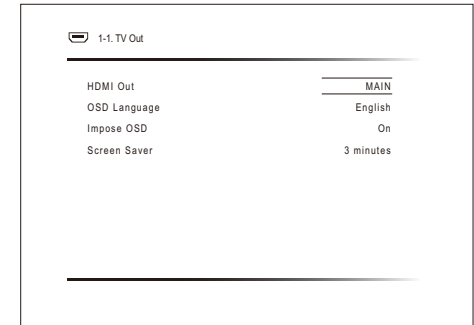 1-1. TV Out
HDMI Out MAIN
OSD Language English
Impose OSD On
Screen Saver 3 minutes